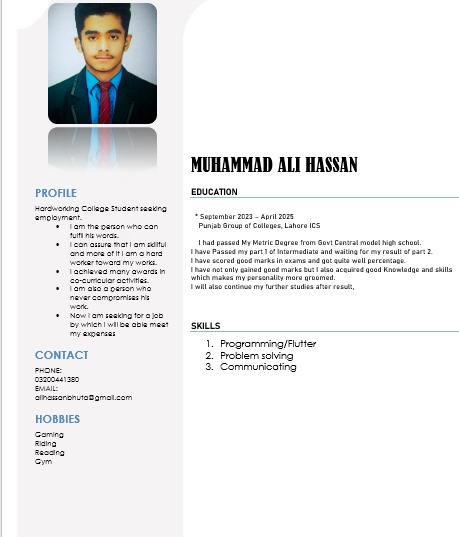 MUHAMMAD ALI HASSAN
PROFILE
Hardworking College Student seeking
employment.
• I am the person who can
fulfil his words.
• I can assure that I am skilful
and more of it I am a hard
worker toward my works.
• I achieved many awards in
co-curricular activities.
• I am also a person who
never compromises his
work.
• Now I am seeking for a job
by which I will be able meet
my expenses
CONTACT
PHONE:
03200441380
EMAIL:
alihassanbhuta@gmail.com
HOBBIES
Gaming
Riding
Reading
Gym
EDUCATION
* September 2023 – April 2025
Punjab Group of Colleges, Lahore ICS
I had passed My Metric Degree from Govt Central model high school.
I have Passed my part 1 of Intermediate and waiting for my result of part 2.
I have scored good marks in exams and got quite well percentage.
I have not only gained good marks but I also acquired good Knowledge and skills
which makes my personality more groomed.
I will also continue my further studies after result,
SKILLS
1. Programming/Flutter
2. Problem solving
3. Communicating